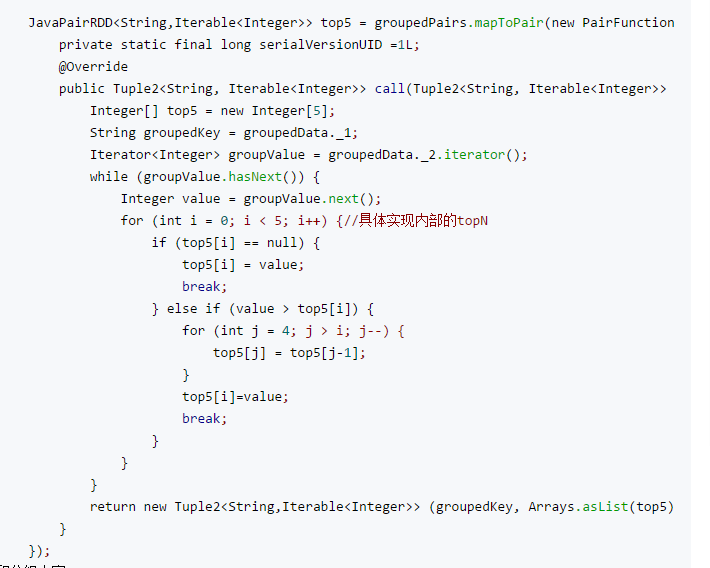 JavaPairRDD<String,Iterable<Integer>> top5 = groupedPairs.mapToPair(new PairFunction
private static final long serialVersionUID =1L;
@Override
public Tuple2<String, Iterable<Integer>> call(Tuple2<String, Iterable<Integer>>
Integer[] top5 = new Integer[5];
String groupedKey = groupedData._1;
Iterator<Integer> groupValue = groupedData._2.iterator();
while (groupValue.hasNext()) {
Integer value = groupValue.next();
for (int i = 0; i < 5; i++) {//具体实现内部的topN
if (top5[i] == null) {
top5[i] = value;
break;
} else if (value > top5[i]) {
for (int j = 4; j > i; j--) {
top5[j] = top5[j-1];
}
top5[i]=value;
break;
}
}
}
return new Tuple2<String,Iterable<Integer>> (groupedKey, Arrays.asList(top5)
}
});